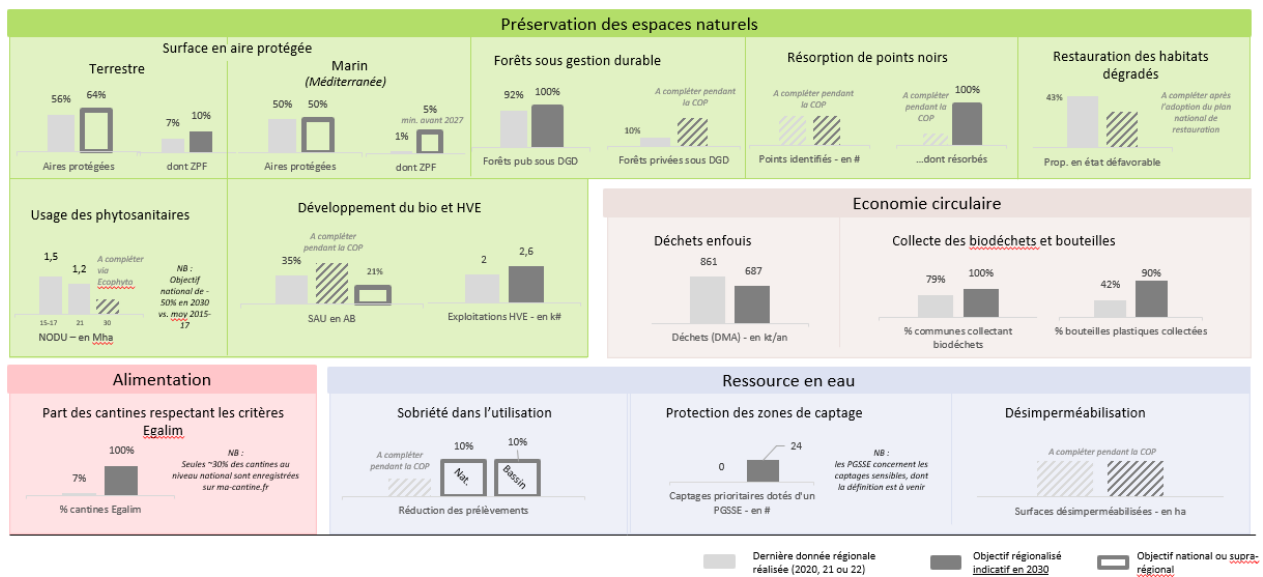 Préservation des espaces naturels
Surface en aire protégée
Terrestre
56%
64%
Aires protégées
7%
10%
dont ZPF
Marin
(Méditerranée)
50%
50%
Aires protégées
5%
min. avant 2027
1%
dont ZPF
Forêts sous gestion durable
92%
100%
Forêts pub sous DGD
A compléter pendant
la COP
10%
Forêts privées sous DGD
Résorption de points noirs
A compléter pendant
la COP
Points identifiés - en #
A compléter
pendant la
COP
100%
...dont résorbés
Restauration des habitats
dégradés
43%
A compléter après
l'adoption du plan
national de
restauration
Prop. en état défavorable
Usage des phytosanitaires
1,5
1,2
A compléter
via
Ecophyto
15-17
21
30
NODU – en Mha
NB :
Objectif
national de -
50% en 2030
vs. moy 2015-
17
Développement du bio et HVE
A compléter
pendant la COP
35%
21%
SAU en AB
2
2,6
Exploitations HVE - en k#
Economie circulaire
Déchets enfouis
861
687
Déchets (DMA) - en kt/an
Collecte des biodéchets et bouteilles
79%
100%
% communes collectant
biodéchets
42%
90%
% bouteilles plastiques collectées
Alimentation
Part des cantines respectant les critères
Egalim
7%
100%
% cantines Egalim
NB :
Seules ~30% des cantines au
niveau national sont enregistrées
sur ma-cantine.fr
Ressource en eau
Sobriété dans l'utilisation
A compléter
pendant la COP
10%
Nat.
10%
Bassin
Réduction des prélèvements
Protection des zones de captage
0
24
Captages prioritaires dotés d'un
PGSSE - en #
NB :
les PGSSE concernent les
captages sensibles, dont
la définition est à venir
Désimperméabilisation
A compléter pendant la COP
Surfaces désimperméabilisées - en ha
Dernière donnée régionale
réalisée (2020, 21 ou 22)
Objectif régionalisé
indicatif en 2030
Objectif national ou supra-
régional